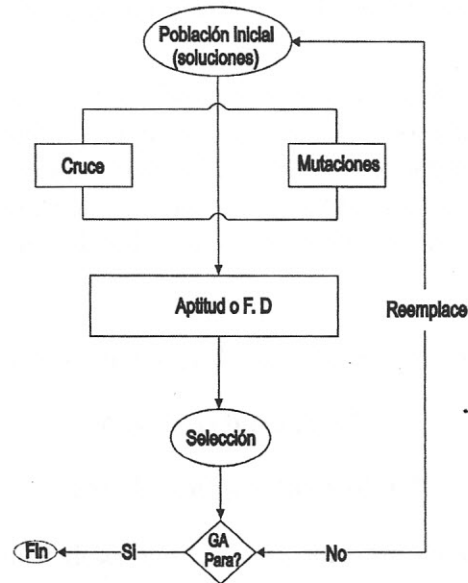 Población Inicial
(soluciones)
Cruce
Mutaciones
Aptitud o F. D
Reemplace
Selección
GA
Para?
Fin
Si
No